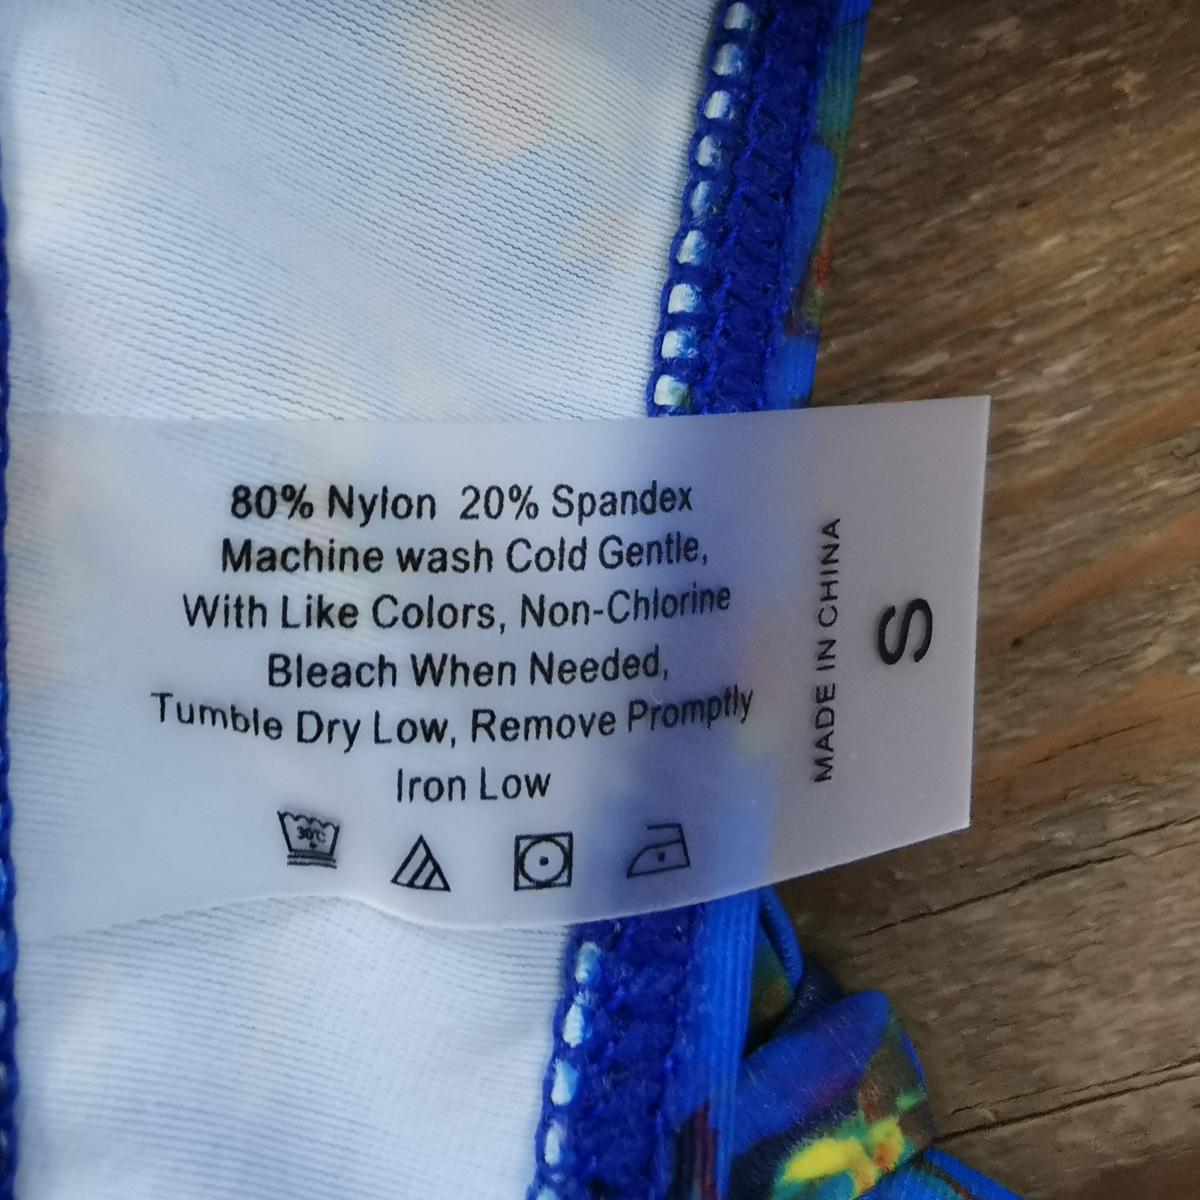 80% Nylon 20% Spandex
Machine wash Cold Gentle,
With Like Colors, Non-Chlorine
Bleach When Needed,
Tumble Dry Low, Remove Promptly
Iron Low
30°C
MADE IN CHINA
S